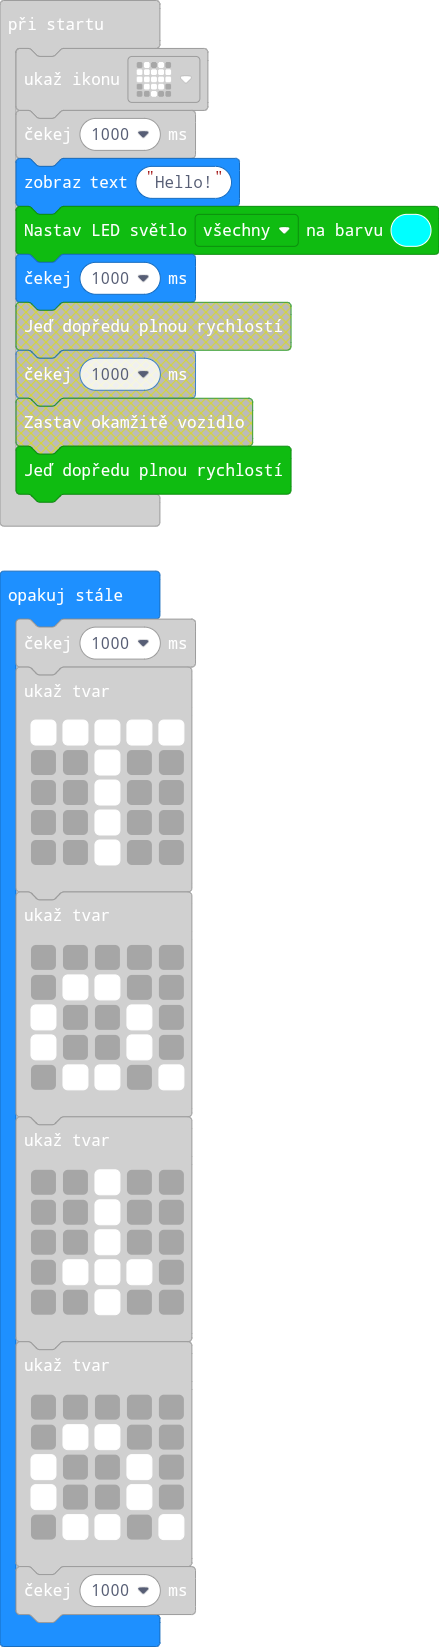 při startu
ukaž ikonu
čekej 1000 ms
zobraz text "Hello!"
Nastav LED světlo všechny na barvu
čekej 1000 ms
Jeď dopředu plnou rychlostí
čekej 1000 ms
Zastav okamžitě vozidlo
Jeď dopředu plnou rychlostí
opakuj stále
čekej 1000 ms
ukaž tvar
ukaž tvar
ukaž tvar
ukaž tvar
čekej 1000 ms